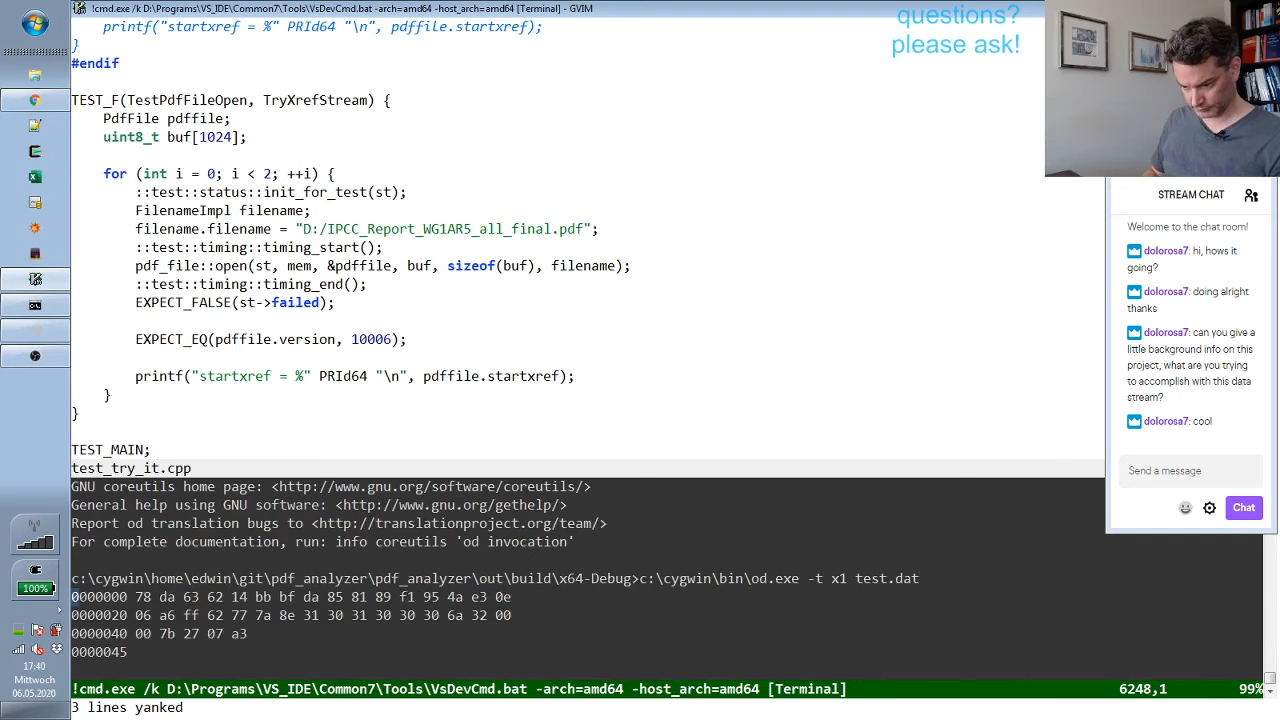 !cmd.exe /k D:\Programs\VS_IDE\Common7\Tools\VsDevCmd.bat -arch=amd64 -host_arch=amd64 [Terminal] - GVIM
printf("startxref = %" PRId64 "\n", pdffile.startxref);
}
#endif
TEST_F(TestPdfFileOpen, TryXrefStream) {
PdfFile pdffile;
uint8_t buf[1024];
for (int i = 0; i < 2; ++i) {
::test::status::init_for_test(st);
FilenameImpl filename;
filename.filename = "D:/IPCC_Report_WG1AR5_all_final.pdf";
::test::timing::timing_start();
pdf_file::open(st, mem, &pdffile, buf, sizeof(buf), filename);
::test::timing::timing_end();
EXPECT_FALSE(st->failed);
EXPECT_EQ(pdffile.version, 10006);
printf("startxref = %" PRId64 "\n", pdffile.startxref);
}
}
TEST_MAIN;
test_try_it.cpp
GNU coreutils home page: <http://www.gnu.org/software/coreutils/>
General help using GNU software: <http://www.gnu.org/gethelp/>
Report od translation bugs to <http://translationproject.org/team/>
For complete documentation, run: info coreutils 'od invocation'
c:\cygwin\home\edwin\git\pdf_analyzer\pdf_analyzer\out\build\x64-Debug>c:\cygwin\bin\od.exe -t x1 test.dat
0000000 78 da 63 62 14 bb bf da 85 81 89 f1 95 4a e3 0e
0000020 06 a6 ff 62 77 7a 8e 31 30 31 30 30 30 6a 32 00
0000040 00 7b 27 07 a3
0000045
!cmd.exe /k D:\Programs\VS_IDE\Common7\Tools\VsDevCmd.bat -arch=amd64 -host_arch=amd64 [Terminal] 6248,1 99%
3 lines yanked
questions?
please ask!
STREAM CHAT
Welcome to the chat room!
dolorosa7: hi, hows it
going?
dolorosa7: doing alright
thanks
dolorosa7: can you give a
little background info on this
project, what are you trying
to accomplish with this data
stream?
dolorosa7: cool
Send a message
Chat
100%
17:40
Mittwoch
06.05.2020